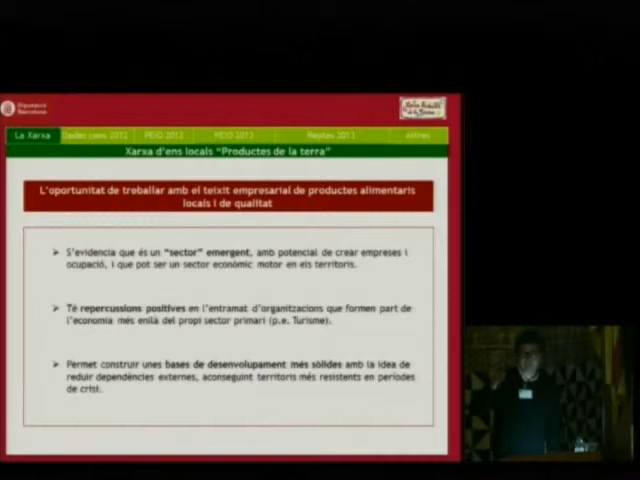 Diputació
Barcelona
La Xarxa
Dades cens 2012
PEIO 2012
PEIO 2013
Reptes 2013
Altres
Xarxa d'ens locals "Productes de la terra"
L'oportunitat de treballar amb el teixit empresarial de productes alimentaris
locals i de qualitat
➤ S'evidencia que és un "sector" emergent, amb potencial de crear empreses i
ocupació, i que pot ser un sector econòmic motor en els territoris.
➤ Té repercussions positives en l'entramat d'organitzacions que formen part de
l'economia més enllà del propi sector primari (p.e. Turisme).
➤ Permet construir unes bases de desenvolupament més sòlides amb la idea de
reduir dependències externes, aconseguint territoris més resistents en períodes
de crisi.